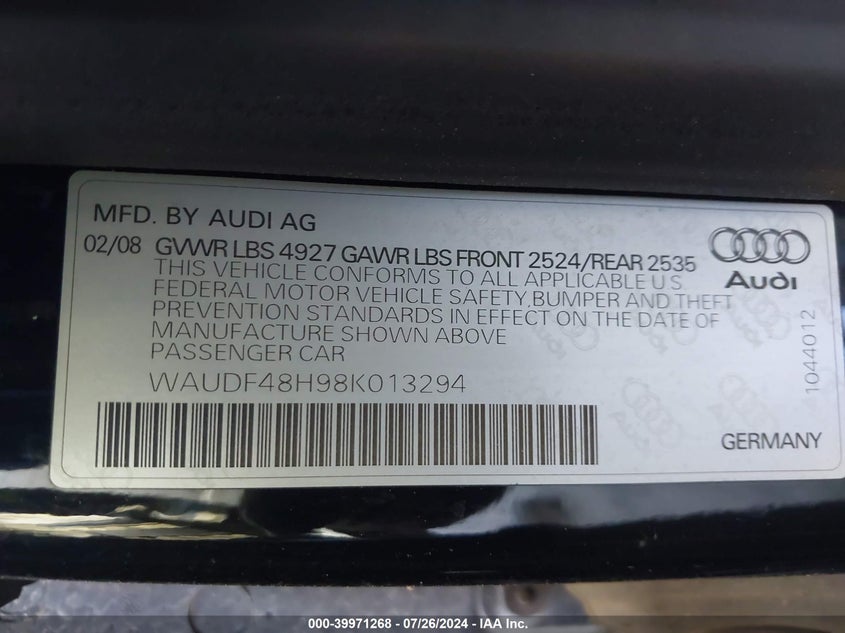 MFD. BY AUDI AG
02/08 GVWR LBS 4927 GAWR LBS FRONT 2524/REAR 2535
THIS VEHICLE CONFORMS TO ALL APPLICABLE U.S.
FEDERAL MOTOR VEHICLE SAFETY, BUMPER AND THEFT
PREVENTION STANDARDS IN EFFECT ON THE DATE OF
MANUFACTURE SHOWN ABOVE
PASSENGER CAR
WAUDF48H98K013294
Audi
1044012
GERMANY
000-39971268 - 07/26/2024 - IAA Inc.